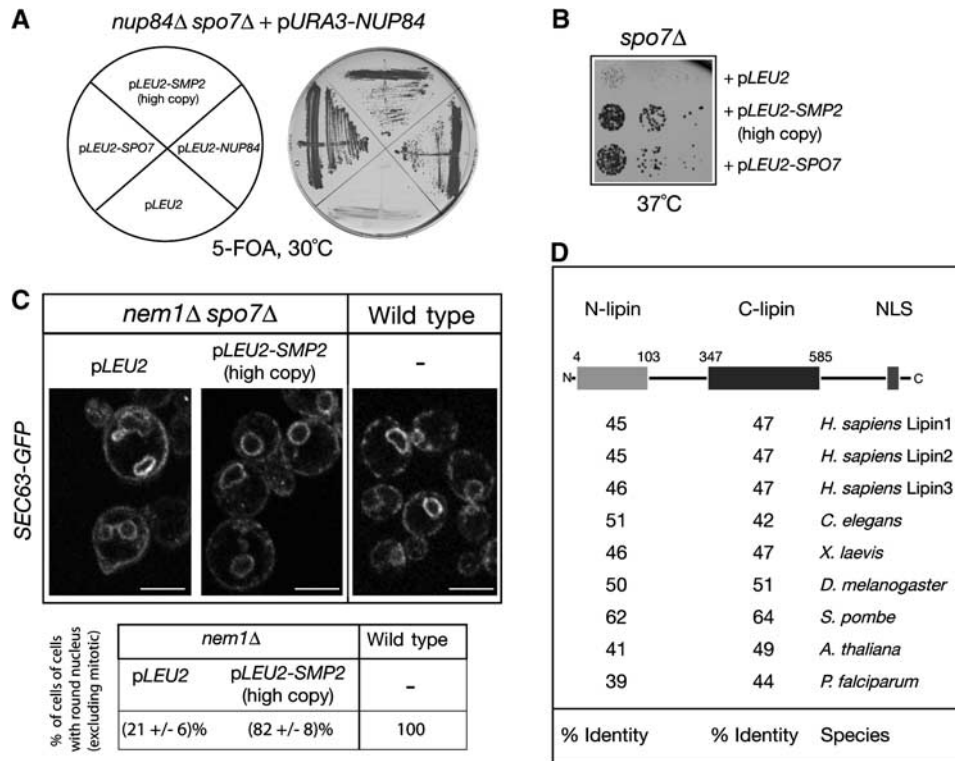 A
nup84Δ spo7Δ + pURA3-NUP84
pLEU2-SMP2
(high copy)
pLEU2-SPO7
pLEU2-NUP84
pLEU2
5-FOA, 30°C
B
spo7Δ
+ pLEU2
+ pLEU2-SMP2
(high copy)
+ pLEU2-SPO7
37°C
C
nem1Δ spo7Δ
Wild type
pLEU2
pLEU2-SMP2
(high copy)
-
SEC63-GFP
% of cells of cells
with round nucleus
(excluding mitotic)
nem1Δ
Wild type
pLEU2
pLEU2-SMP2
(high copy)
-
(21 +/- 6)%
(82 +/- 8)%
100
D
N-lipin C-lipin NLS
4 103 347 585
N C
45 47 H. sapiens Lipin1
45 47 H. sapiens Lipin2
46 47 H. sapiens Lipin3
51 42 C. elegans
46 47 X. laevis
50 51 D. melanogaster
62 64 S. pombe
41 49 A. thaliana
39 44 P. falciparum
% Identity % Identity Species